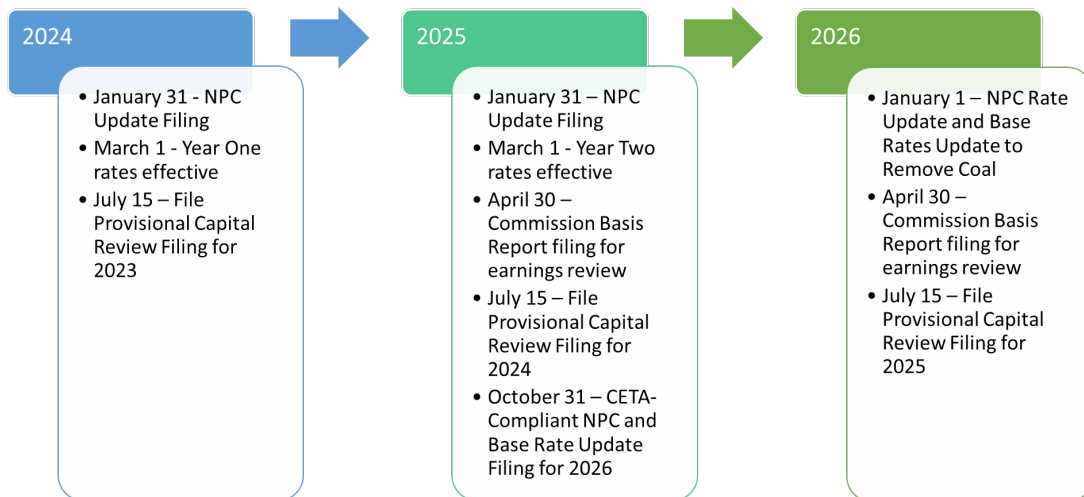 2024
• January 31 - NPC
Update Filing
• March 1 - Year One
rates effective
• July 15 – File
Provisional Capital
Review Filing for
2023
2025
• January 31 – NPC
Update Filing
• March 1 - Year Two
rates effective
• April 30 –
Commission Basis
Report filing for
earnings review
• July 15 – File
Provisional Capital
Review Filing for
2024
• October 31 – CETA-
Compliant NPC and
Base Rate Update
Filing for 2026
2026
• January 1 – NPC Rate
Update and Base
Rates Update to
Remove Coal
• April 30 –
Commission Basis
Report filing for
earnings review
• July 15 – File
Provisional Capital
Review Filing for
2025